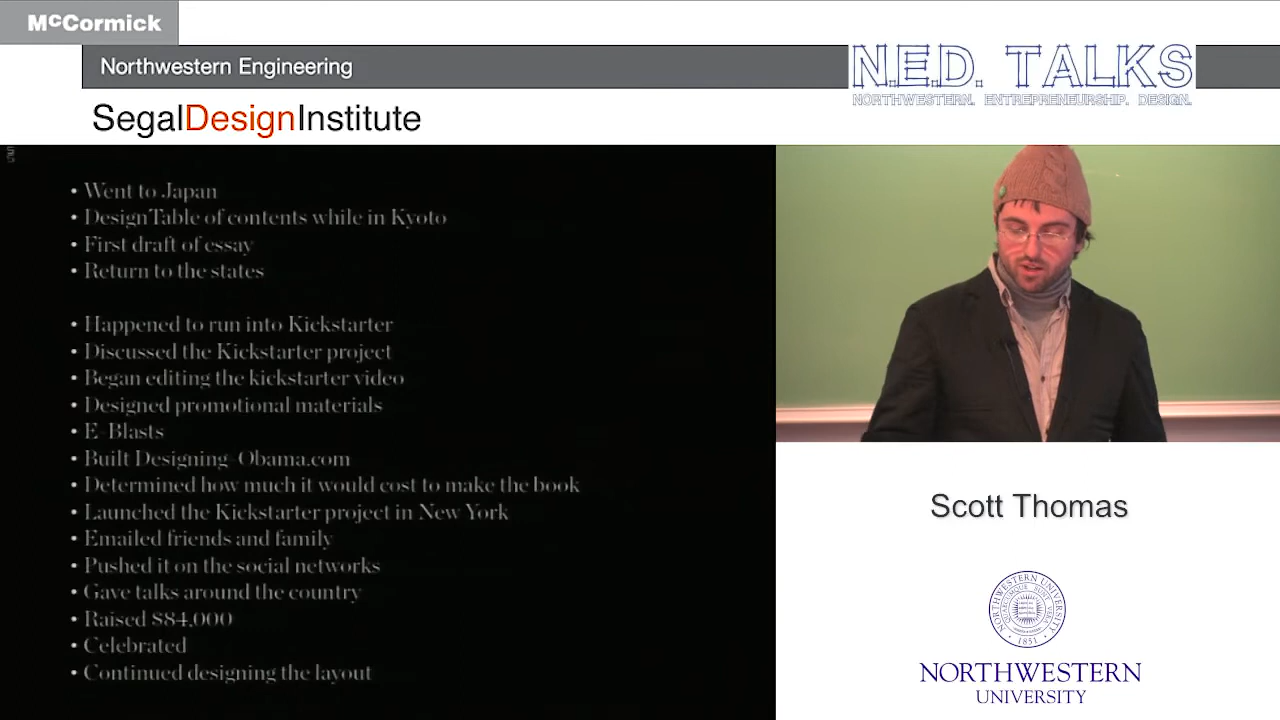 McCormick
Northwestern Engineering
N.E.D. TALKS
NORTHWESTERN. ENTREPRENEURSHIP. DESIGN.
SegalDesignInstitute
• Went to Japan
• DesignTable of contents while in Kyoto
• First draft of essay
• Return to the states
• Happened to run into Kickstarter
• Discussed the Kickstarter project
• Began editing the kickstarter video
• Designed promotional materials
• E-Blasts
• Built Designing-Obama.com
• Determined how much it would cost to make the book
• Launched the Kickstarter project in New York
• Emailed friends and family
• Pushed it on the social networks
• Gave talks around the country
• Raised $84,000
• Celebrated
• Continued designing the layout
Scott Thomas
NORTHWESTERN UNIVERSITY
1851
NORTHWESTERN
UNIVERSITY